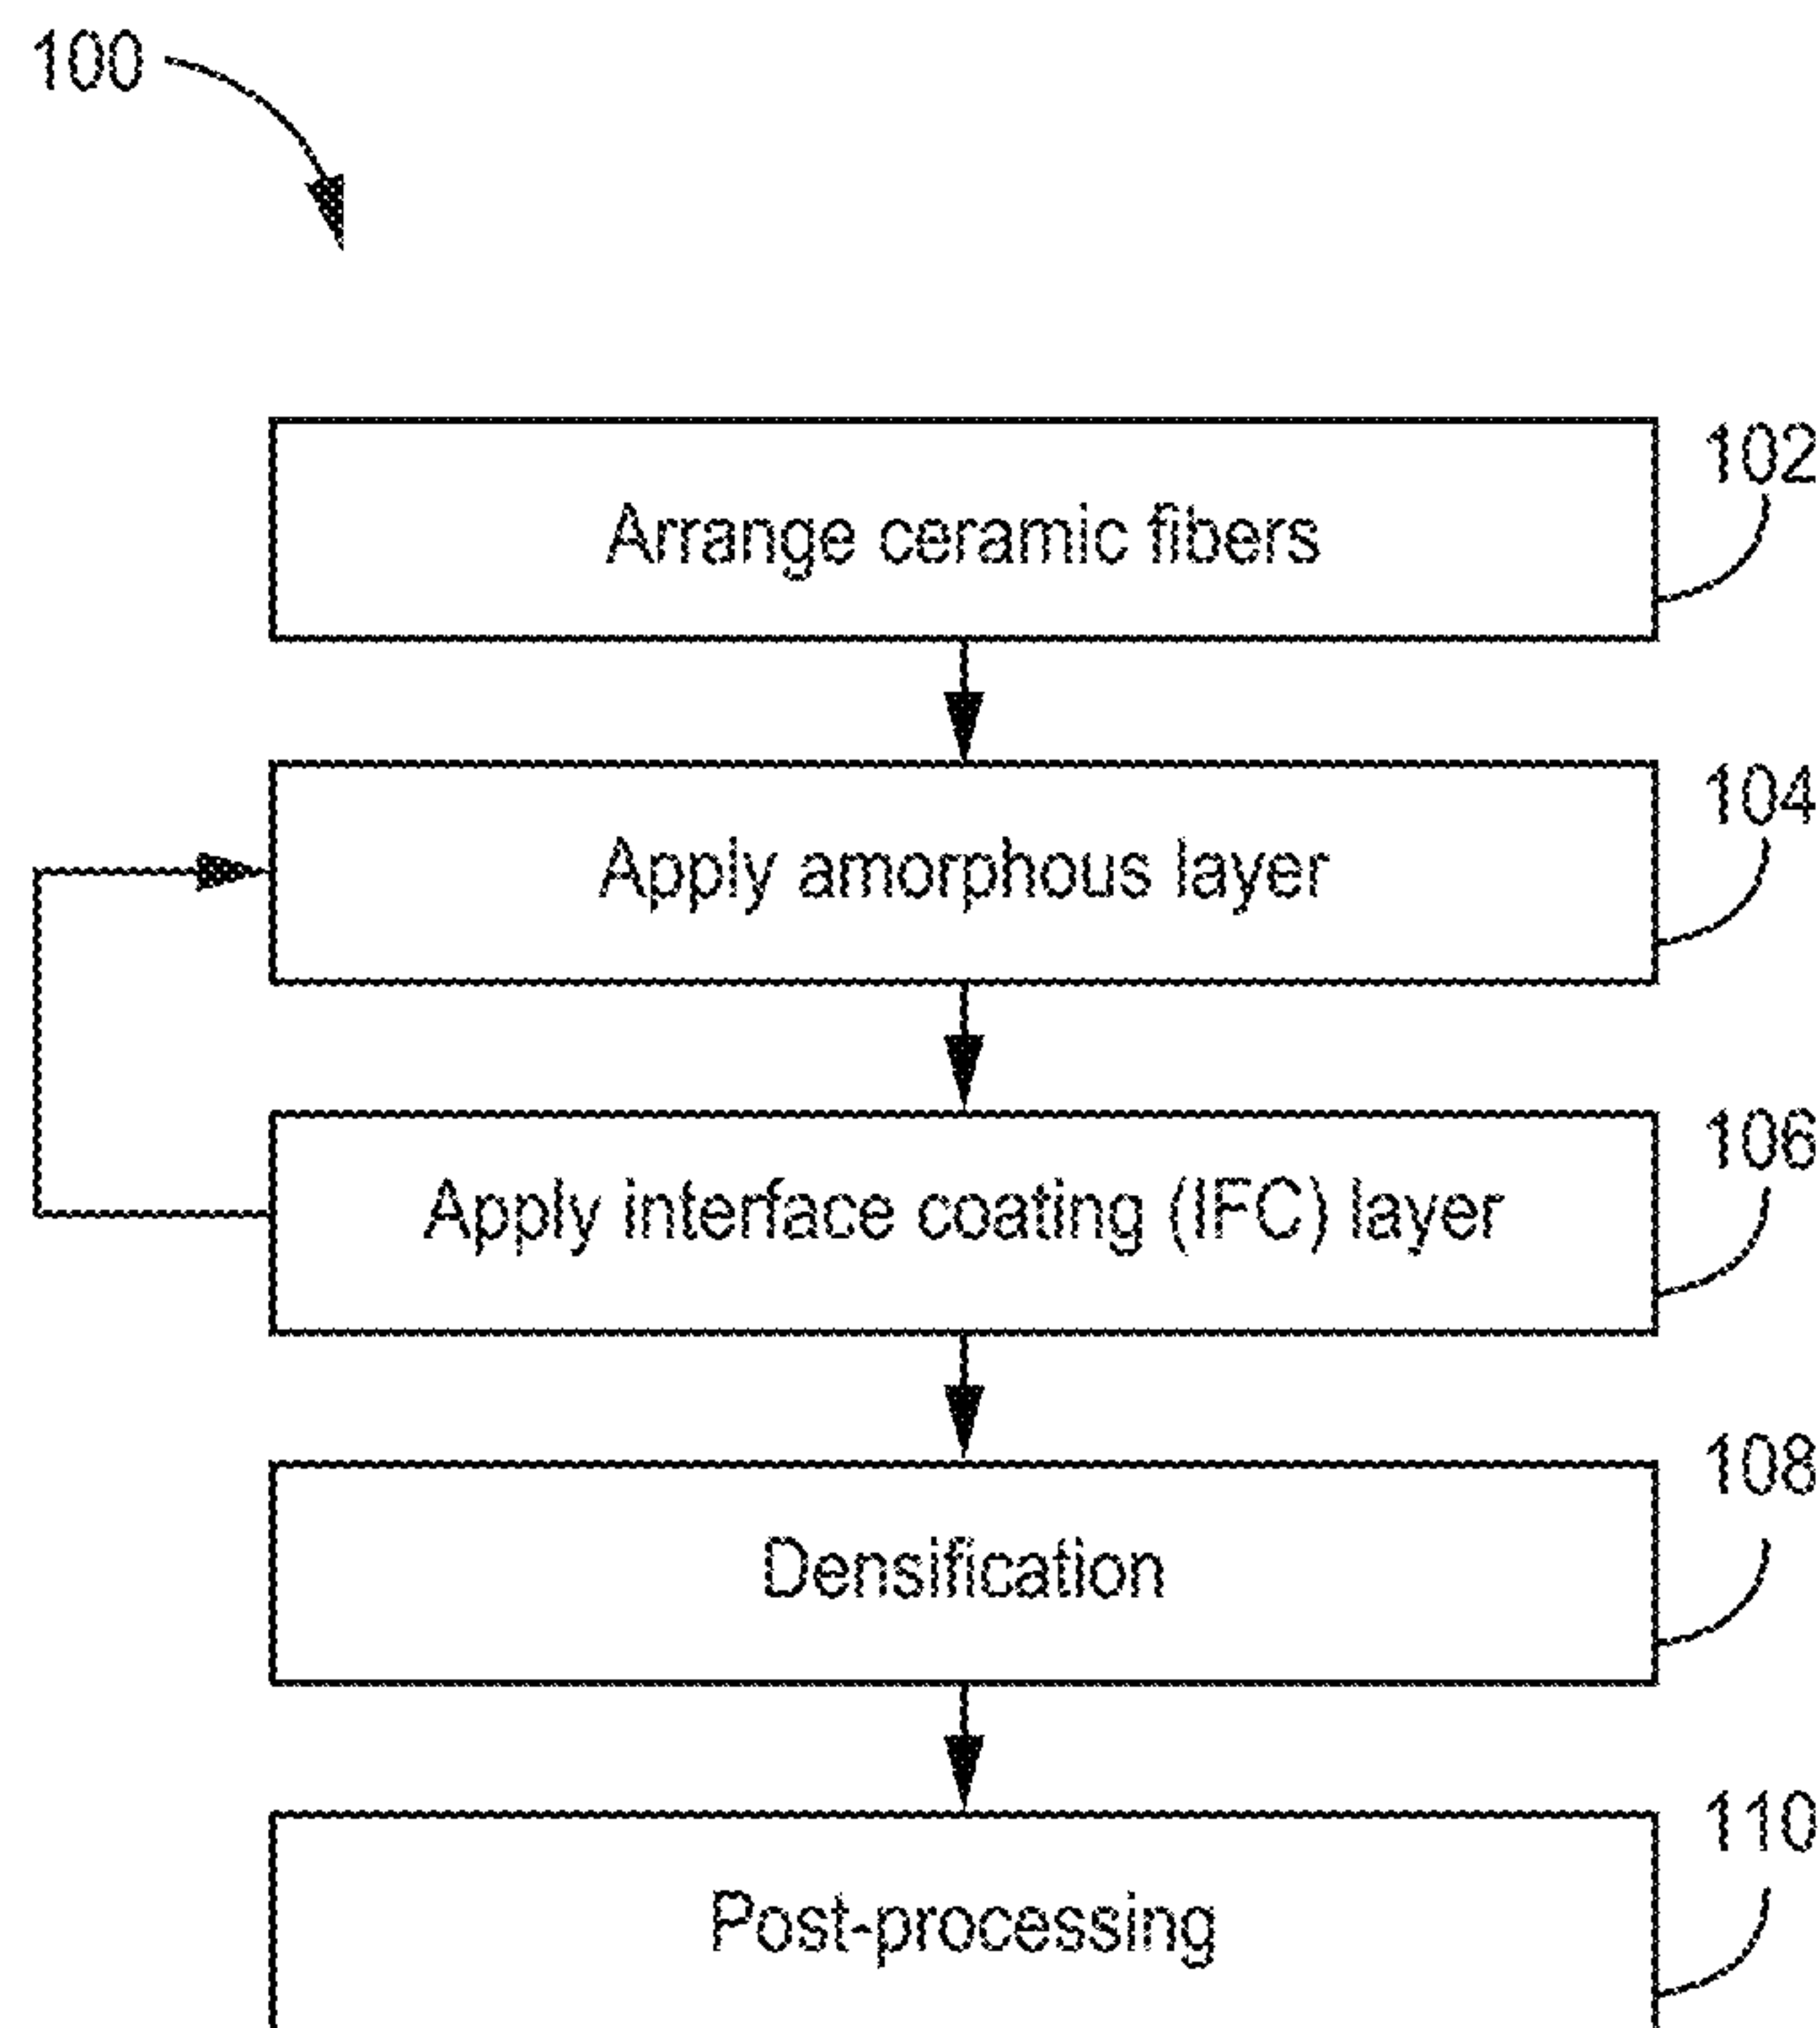 100
102
Arrange ceramic fibers
104
Apply amorphous layer
106
Apply interface coating (IFC) layer
108
Densification
110
Post-processing